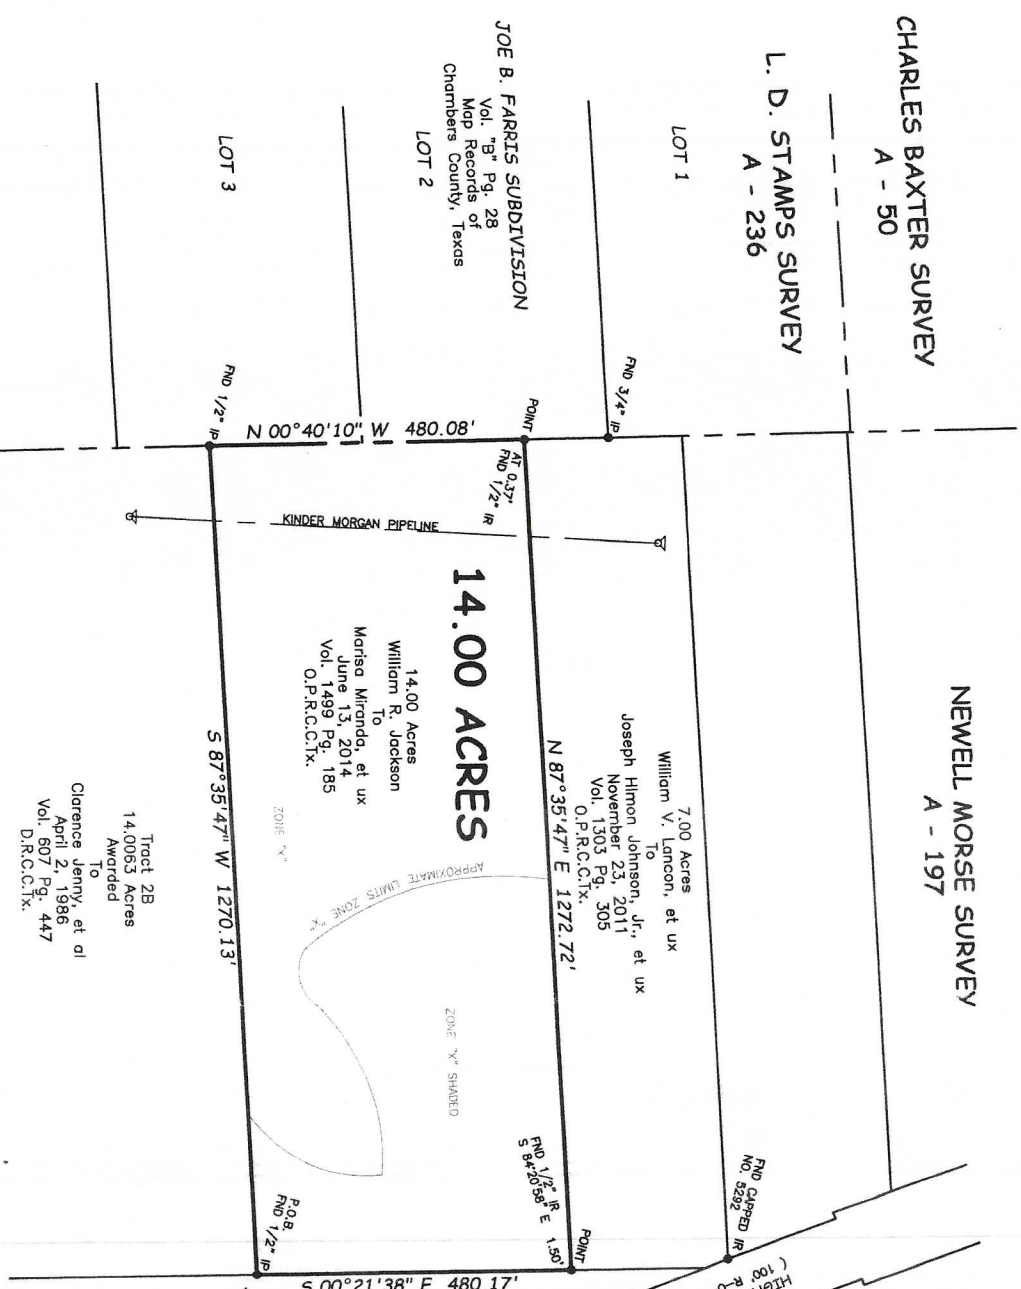 CHARLES BAXTER SURVEY
A - 50
L. D. STAMPS SURVEY
A - 236
NEWELL MORSE SURVEY
A - 197
LOT 1
JOE B. FARRIS SUBDIVISION
Vol. "B" Pg. 28
Map Records of
Chambers County, Texas
LOT 2
LOT 3
FND 3/4" IP
POINT
AT 0.37'
FND 1/2" IR
FND 1/2" IP
N 00°40'10" W 480.08'
KINDER MORGAN PIPELINE
14.00 ACRES
14.00 Acres
William R. Jackson
To
Marisa Miranda, et ux
June 13, 2014
Vol. 1499 Pg. 185
O.P.R.C.C.Tx.
7.00 Acres
William V. Lancon, et ux
To
Joseph Hilmon Johnson, Jr., et ux
November 23, 2011
Vol. 1303 Pg. 305
O.P.R.C.C.Tx.
N 87°35'47" E 1272.72'
S 87°35'47" W 1270.13'
Tract 2B
14.0063 Acres
Awarded
To
Clarence Jenny, et al
April 2, 1986
Vol. 607 Pg. 447
D.R.C.C.Tx.
ZONE "X"
APPROXIMATE LIMITS ZONE "X"
ZONE "X" SHADED
FND CAPPED IR
NO. 5292
POINT
FND 1/2" IR
S 84°20'58" E 1.50'
P.O.B.
FND 1/2" IP
S 00°21'38" E 480.17'
( 100'